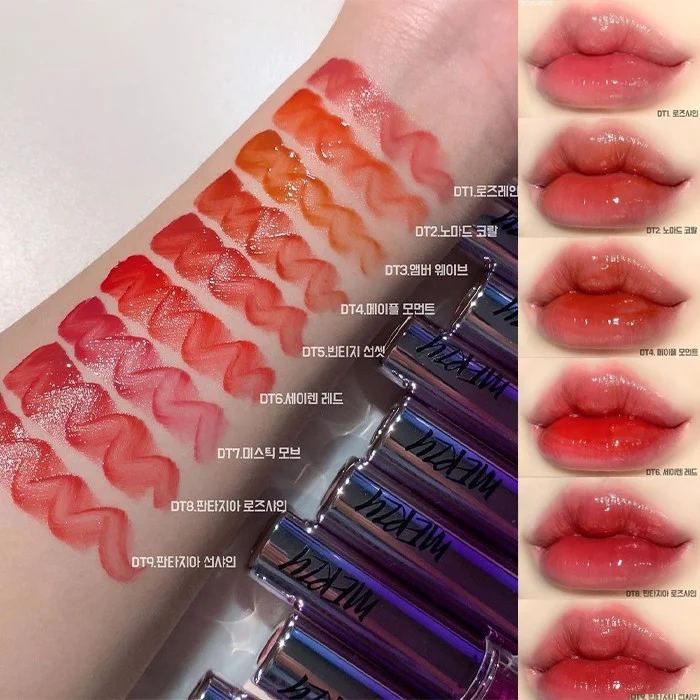 DT1.로즈레인
DT2.노마드 코랄
DT3.앰버 웨이브
DT4.메이플 모먼트
DT5.빈티지 선셋
DT6.세이렌 레드
DT7.미스틱 모브
DT8.판타지아 로즈샤인
DT9.판타지아 선샤인
MERZY
MERZY
MERZY
MERZY
DT1. 로즈샤인
DT2. 노마드 코랄
DT4. 메이플 모먼트
DT6. 세이렌 레드
DT8. 판타지아 로즈샤인